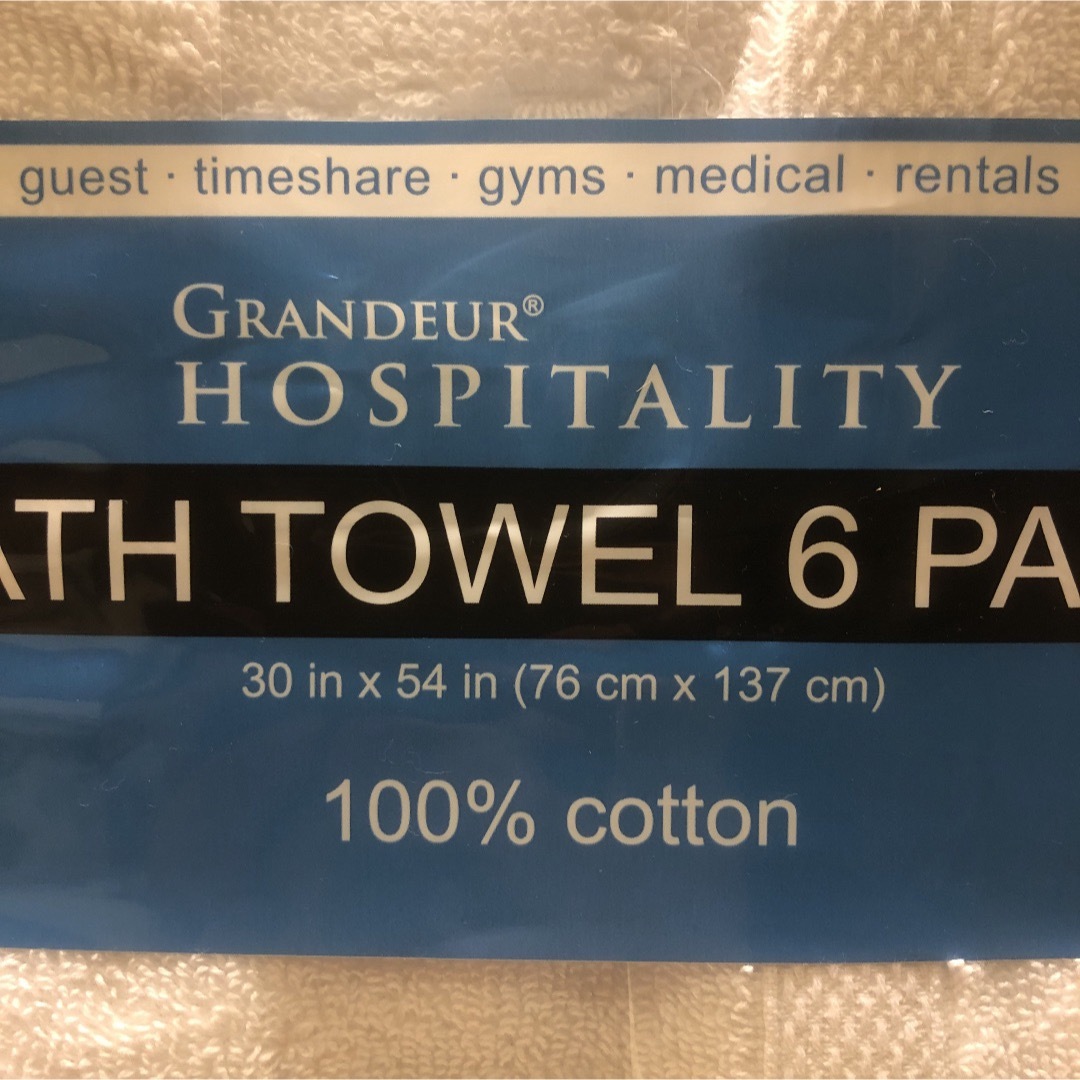 guest · timeshare · gyms · medical · rentals
GRANDEUR®
HOSPITALITY
ATH TOWEL 6 PA
30 in x 54 in (76 cm x 137 cm)
100% cotton